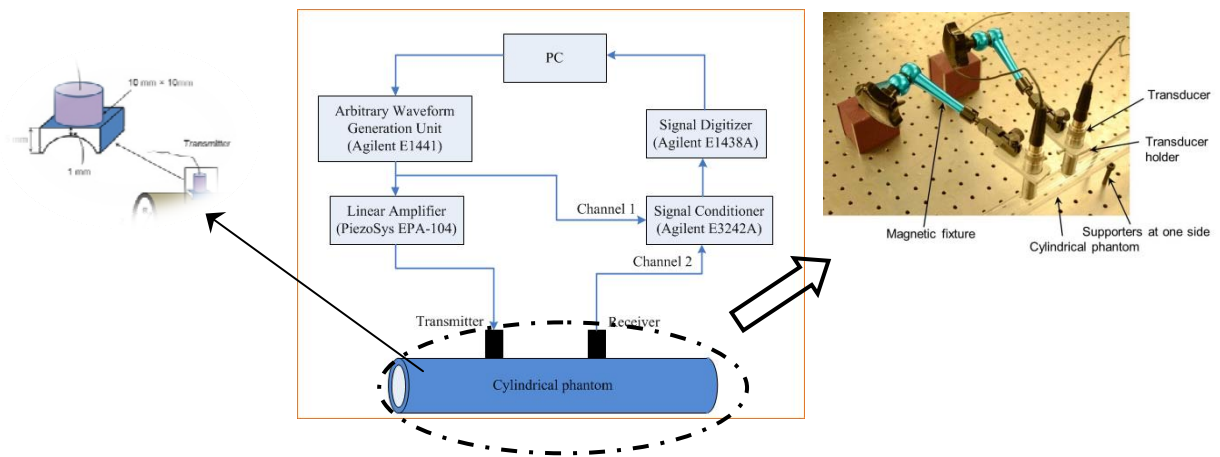 10 mm × 10mm
mm
1 mm
Transmitter
PC
Arbitrary Waveform
Generation Unit
(Agilent E1441)
Signal Digitizer
(Agilent E1438A)
Linear Amplifier
(PiezoSys EPA-104)
Channel 1
Signal Conditioner
(Agilent E3242A)
Channel 2
Transmitter
Receiver
Cylindrical phantom
Transducer
Transducer
holder
Magnetic fixture
Supporters at one side
Cylindrical phantom